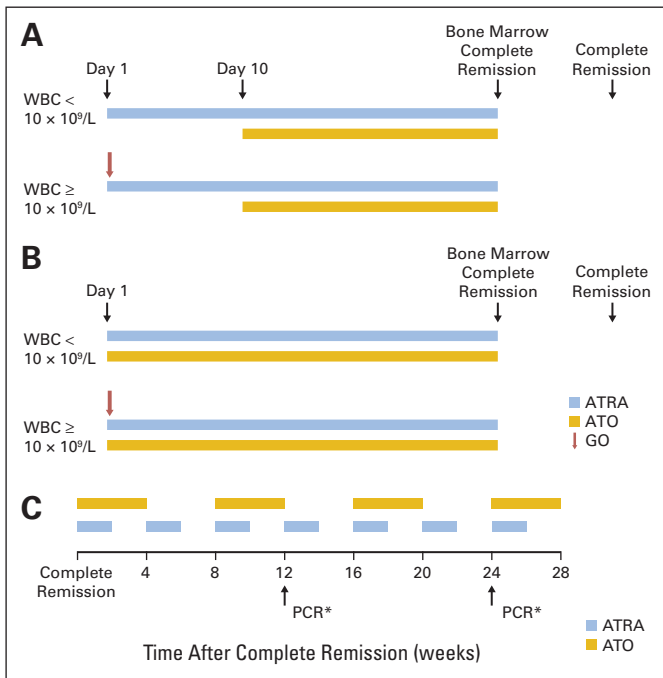 A
Bone Marrow
Complete
Remission
Complete
Remission
Day 1
Day 10
WBC <
10 × 10⁹/L
WBC ≥
10 × 10⁹/L
B
Bone Marrow
Complete
Remission
Complete
Remission
Day 1
WBC <
10 × 10⁹/L
WBC ≥
10 × 10⁹/L
ATRA
ATO
GO
C
Complete
Remission
4 8 12 16 20 24 28
PCR* PCR*
Time After Complete Remission (weeks)
ATRA
ATO